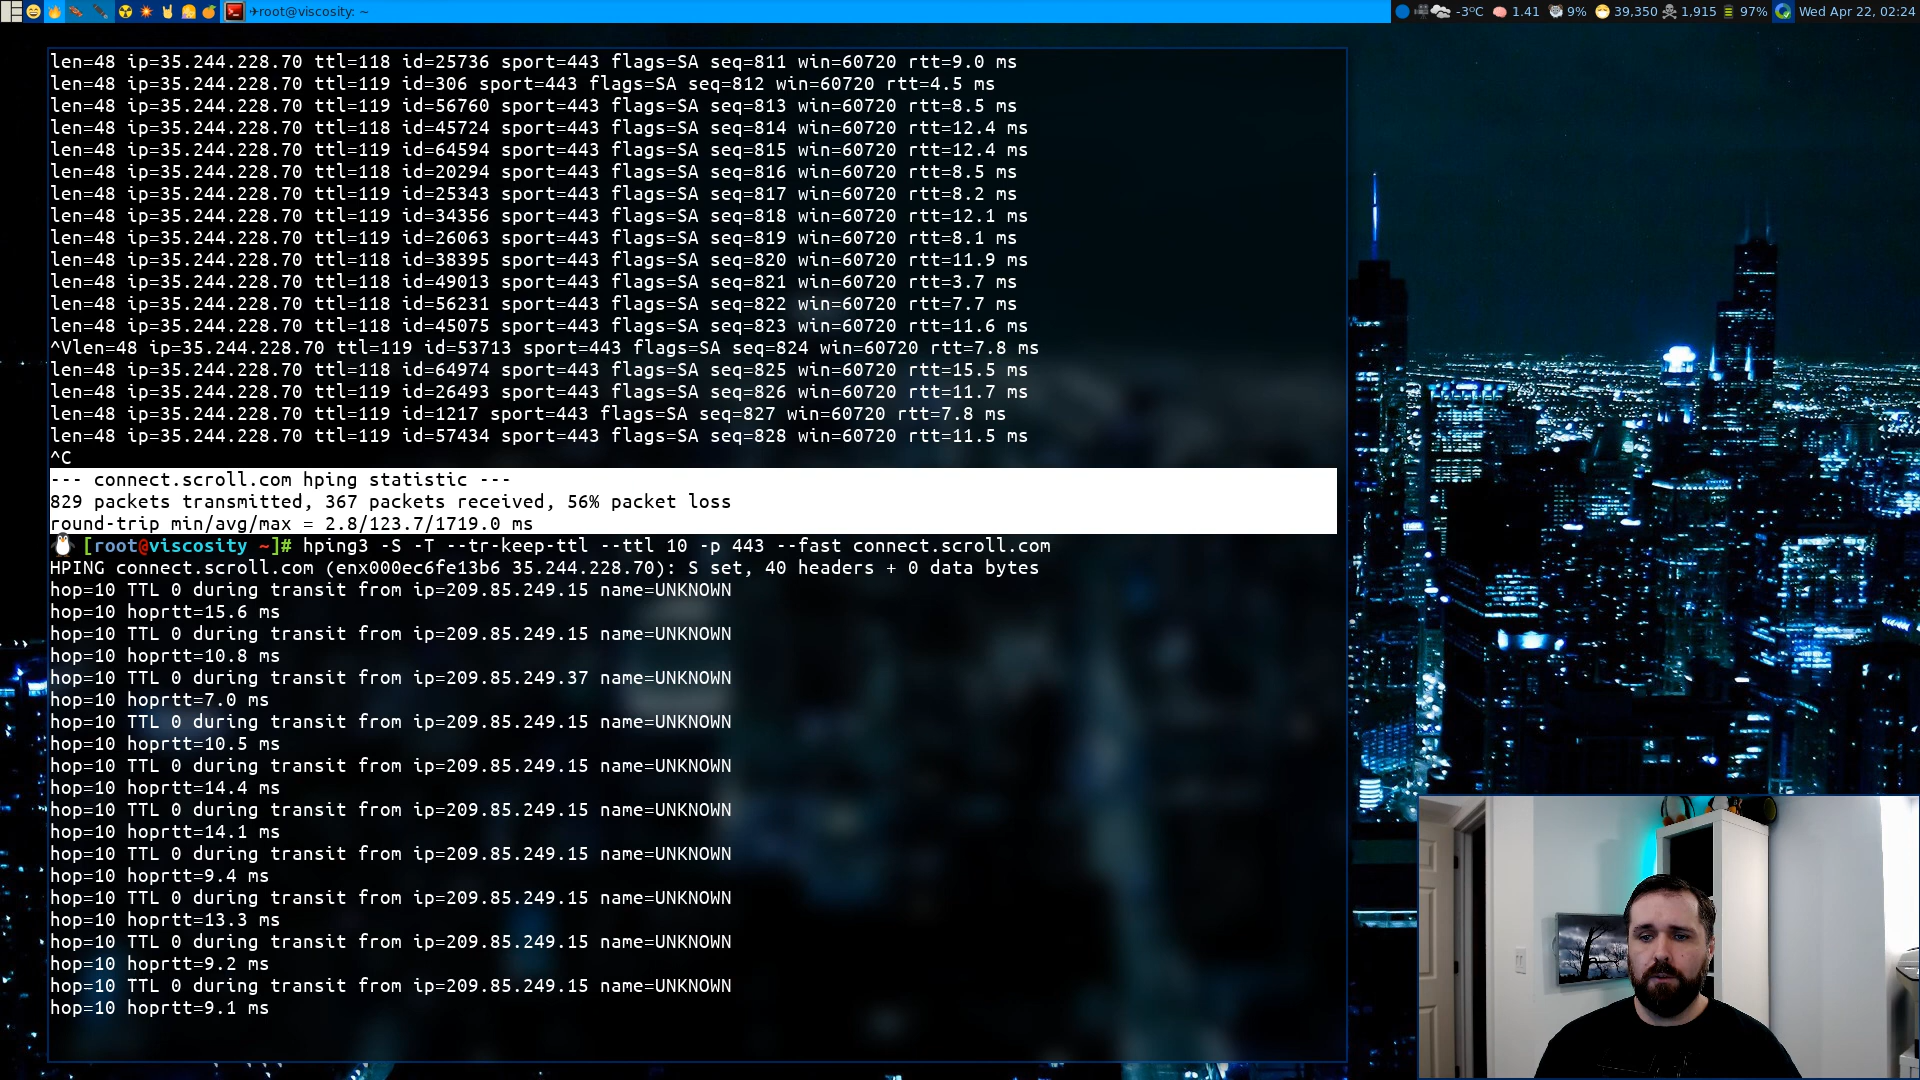 ✈root@viscosity: ~
-3°C 1.41 9% 39,350 1,915 97% Wed Apr 22, 02:24
len=48 ip=35.244.228.70 ttl=118 id=25736 sport=443 flags=SA seq=811 win=60720 rtt=9.0 ms
len=48 ip=35.244.228.70 ttl=119 id=306 sport=443 flags=SA seq=812 win=60720 rtt=4.5 ms
len=48 ip=35.244.228.70 ttl=119 id=56760 sport=443 flags=SA seq=813 win=60720 rtt=8.5 ms
len=48 ip=35.244.228.70 ttl=118 id=45724 sport=443 flags=SA seq=814 win=60720 rtt=12.4 ms
len=48 ip=35.244.228.70 ttl=119 id=64594 sport=443 flags=SA seq=815 win=60720 rtt=12.4 ms
len=48 ip=35.244.228.70 ttl=118 id=20294 sport=443 flags=SA seq=816 win=60720 rtt=8.5 ms
len=48 ip=35.244.228.70 ttl=119 id=25343 sport=443 flags=SA seq=817 win=60720 rtt=8.2 ms
len=48 ip=35.244.228.70 ttl=119 id=34356 sport=443 flags=SA seq=818 win=60720 rtt=12.1 ms
len=48 ip=35.244.228.70 ttl=119 id=26063 sport=443 flags=SA seq=819 win=60720 rtt=8.1 ms
len=48 ip=35.244.228.70 ttl=118 id=38395 sport=443 flags=SA seq=820 win=60720 rtt=11.9 ms
len=48 ip=35.244.228.70 ttl=118 id=49013 sport=443 flags=SA seq=821 win=60720 rtt=3.7 ms
len=48 ip=35.244.228.70 ttl=118 id=56231 sport=443 flags=SA seq=822 win=60720 rtt=7.7 ms
len=48 ip=35.244.228.70 ttl=118 id=45075 sport=443 flags=SA seq=823 win=60720 rtt=11.6 ms
^Vlen=48 ip=35.244.228.70 ttl=119 id=53713 sport=443 flags=SA seq=824 win=60720 rtt=7.8 ms
len=48 ip=35.244.228.70 ttl=118 id=64974 sport=443 flags=SA seq=825 win=60720 rtt=15.5 ms
len=48 ip=35.244.228.70 ttl=119 id=26493 sport=443 flags=SA seq=826 win=60720 rtt=11.7 ms
len=48 ip=35.244.228.70 ttl=119 id=1217 sport=443 flags=SA seq=827 win=60720 rtt=7.8 ms
len=48 ip=35.244.228.70 ttl=119 id=57434 sport=443 flags=SA seq=828 win=60720 rtt=11.5 ms
^C
--- connect.scroll.com hping statistic ---
829 packets transmitted, 367 packets received, 56% packet loss
round-trip min/avg/max = 2.8/123.7/1719.0 ms
[root@viscosity ~]# hping3 -S -T --tr-keep-ttl --ttl 10 -p 443 --fast connect.scroll.com
HPING connect.scroll.com (enx000ec6fe13b6 35.244.228.70): S set, 40 headers + 0 data bytes
hop=10 TTL 0 during transit from ip=209.85.249.15 name=UNKNOWN
hop=10 hoprtt=15.6 ms
hop=10 TTL 0 during transit from ip=209.85.249.15 name=UNKNOWN
hop=10 hoprtt=10.8 ms
hop=10 TTL 0 during transit from ip=209.85.249.37 name=UNKNOWN
hop=10 hoprtt=7.0 ms
hop=10 TTL 0 during transit from ip=209.85.249.15 name=UNKNOWN
hop=10 hoprtt=10.5 ms
hop=10 TTL 0 during transit from ip=209.85.249.15 name=UNKNOWN
hop=10 hoprtt=14.4 ms
hop=10 TTL 0 during transit from ip=209.85.249.15 name=UNKNOWN
hop=10 hoprtt=14.1 ms
hop=10 TTL 0 during transit from ip=209.85.249.15 name=UNKNOWN
hop=10 hoprtt=9.4 ms
hop=10 TTL 0 during transit from ip=209.85.249.15 name=UNKNOWN
hop=10 hoprtt=13.3 ms
hop=10 TTL 0 during transit from ip=209.85.249.15 name=UNKNOWN
hop=10 hoprtt=9.2 ms
hop=10 TTL 0 during transit from ip=209.85.249.15 name=UNKNOWN
hop=10 hoprtt=9.1 ms